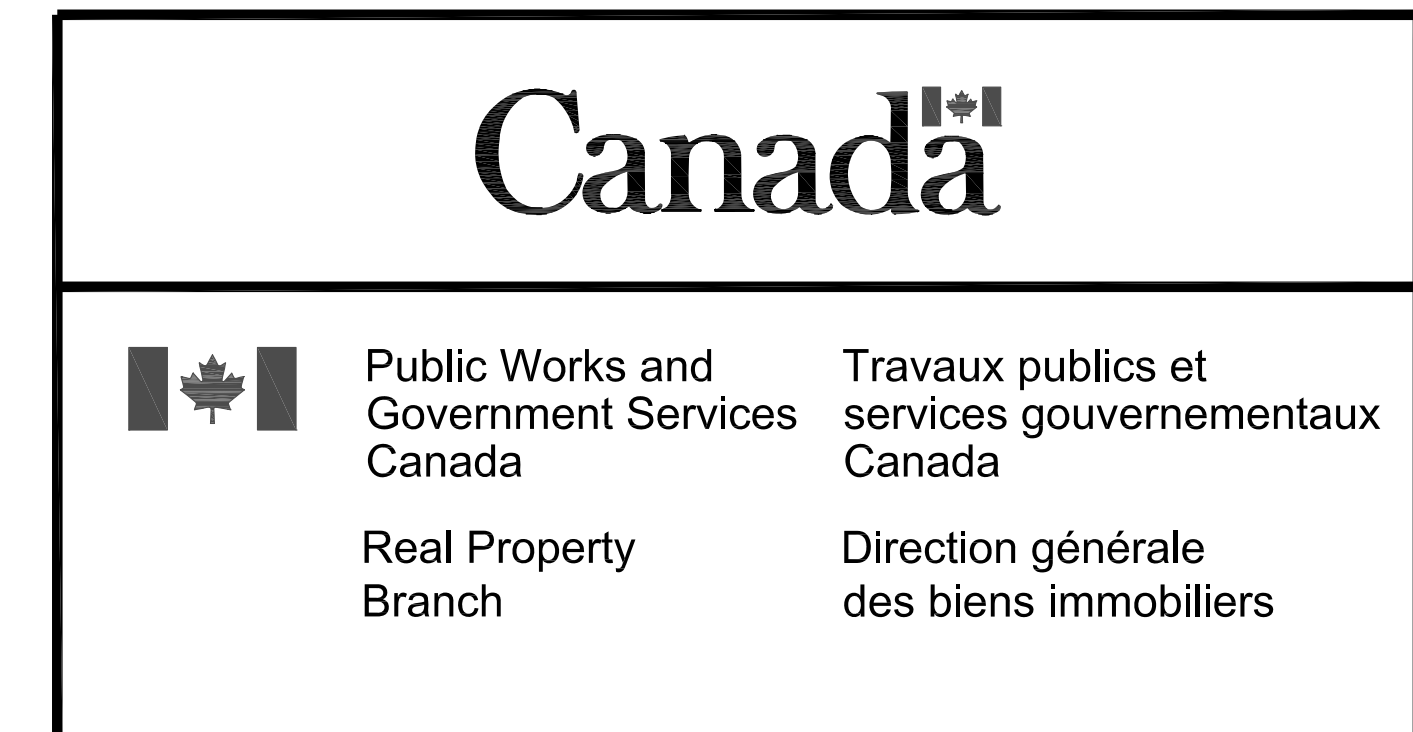 Canada
Public Works and
Government Services
Canada
Travaux publics et
services gouvernementaux
Canada
Real Property
Branch
Direction générale
des biens immobiliers